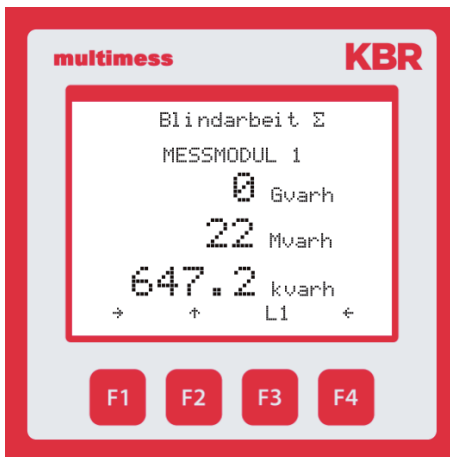 multimess KBR
Blindarbeit Σ
MESSMODUL 1
0 Gvarh
22 Mvarh
647.2 kvarh
→ ↑ L1 ←
F1 F2 F3 F4